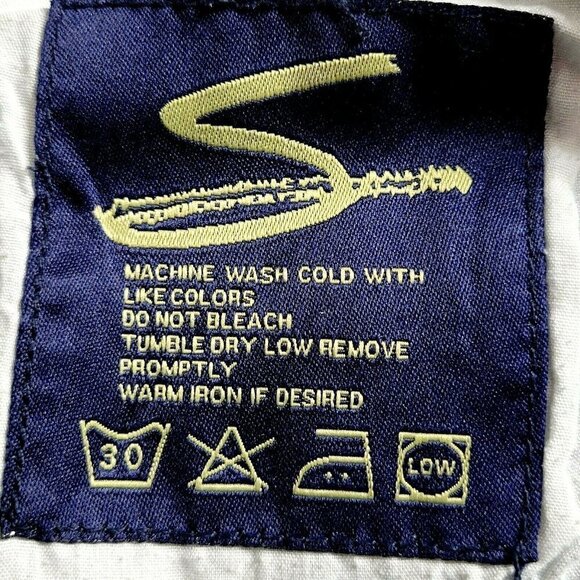 S
MACHINE WASH COLD WITH
LIKE COLORS
DO NOT BLEACH
TUMBLE DRY LOW REMOVE
PROMPTLY
WARM IRON IF DESIRED
30 LOW